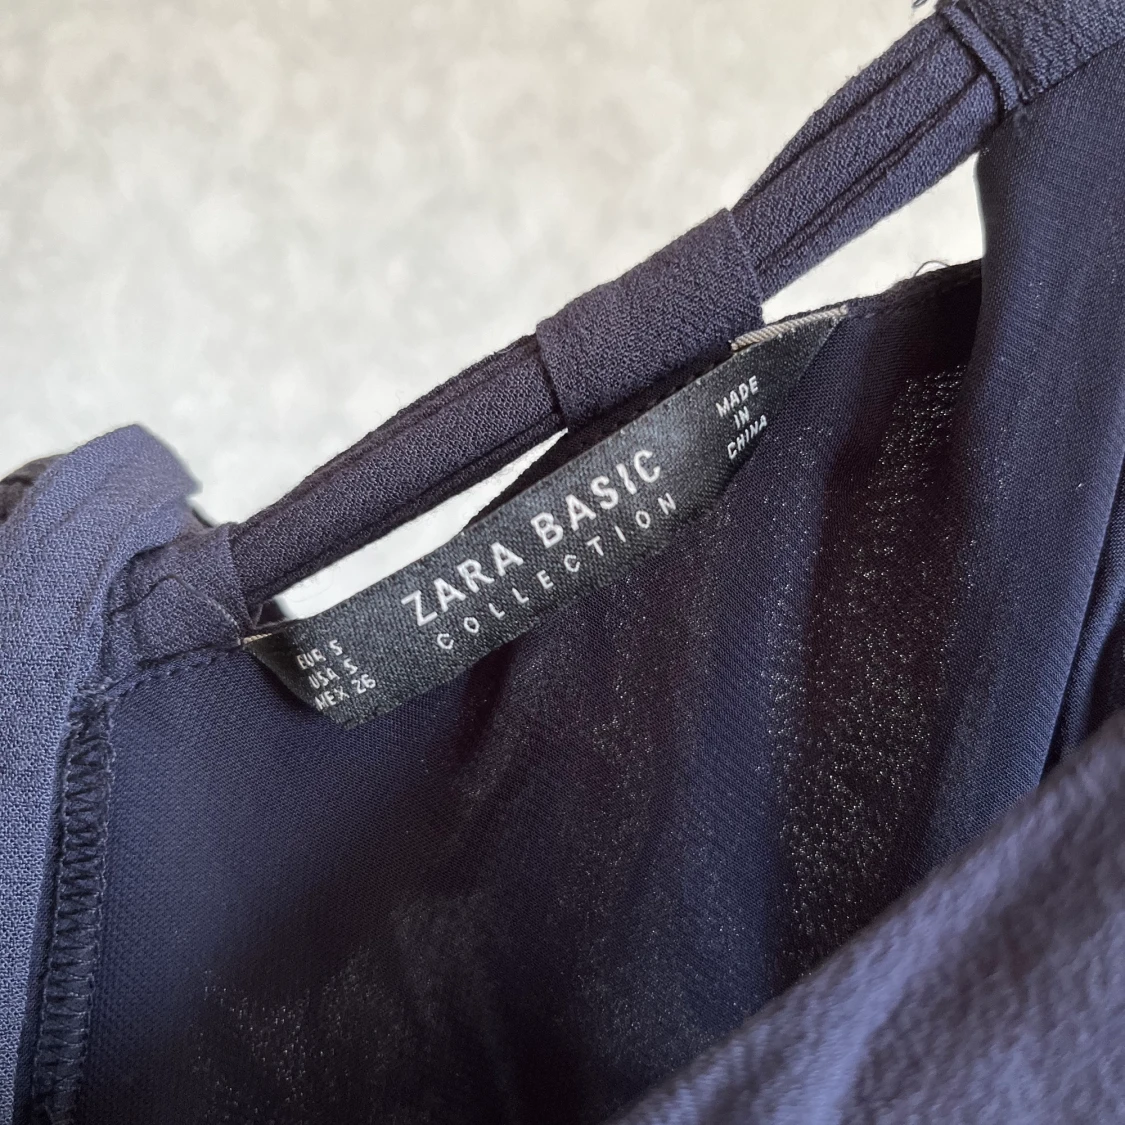 ZARA BASIC
COLLECTION
MADE
IN
CHINA
EUR S
USA S
MEX 26